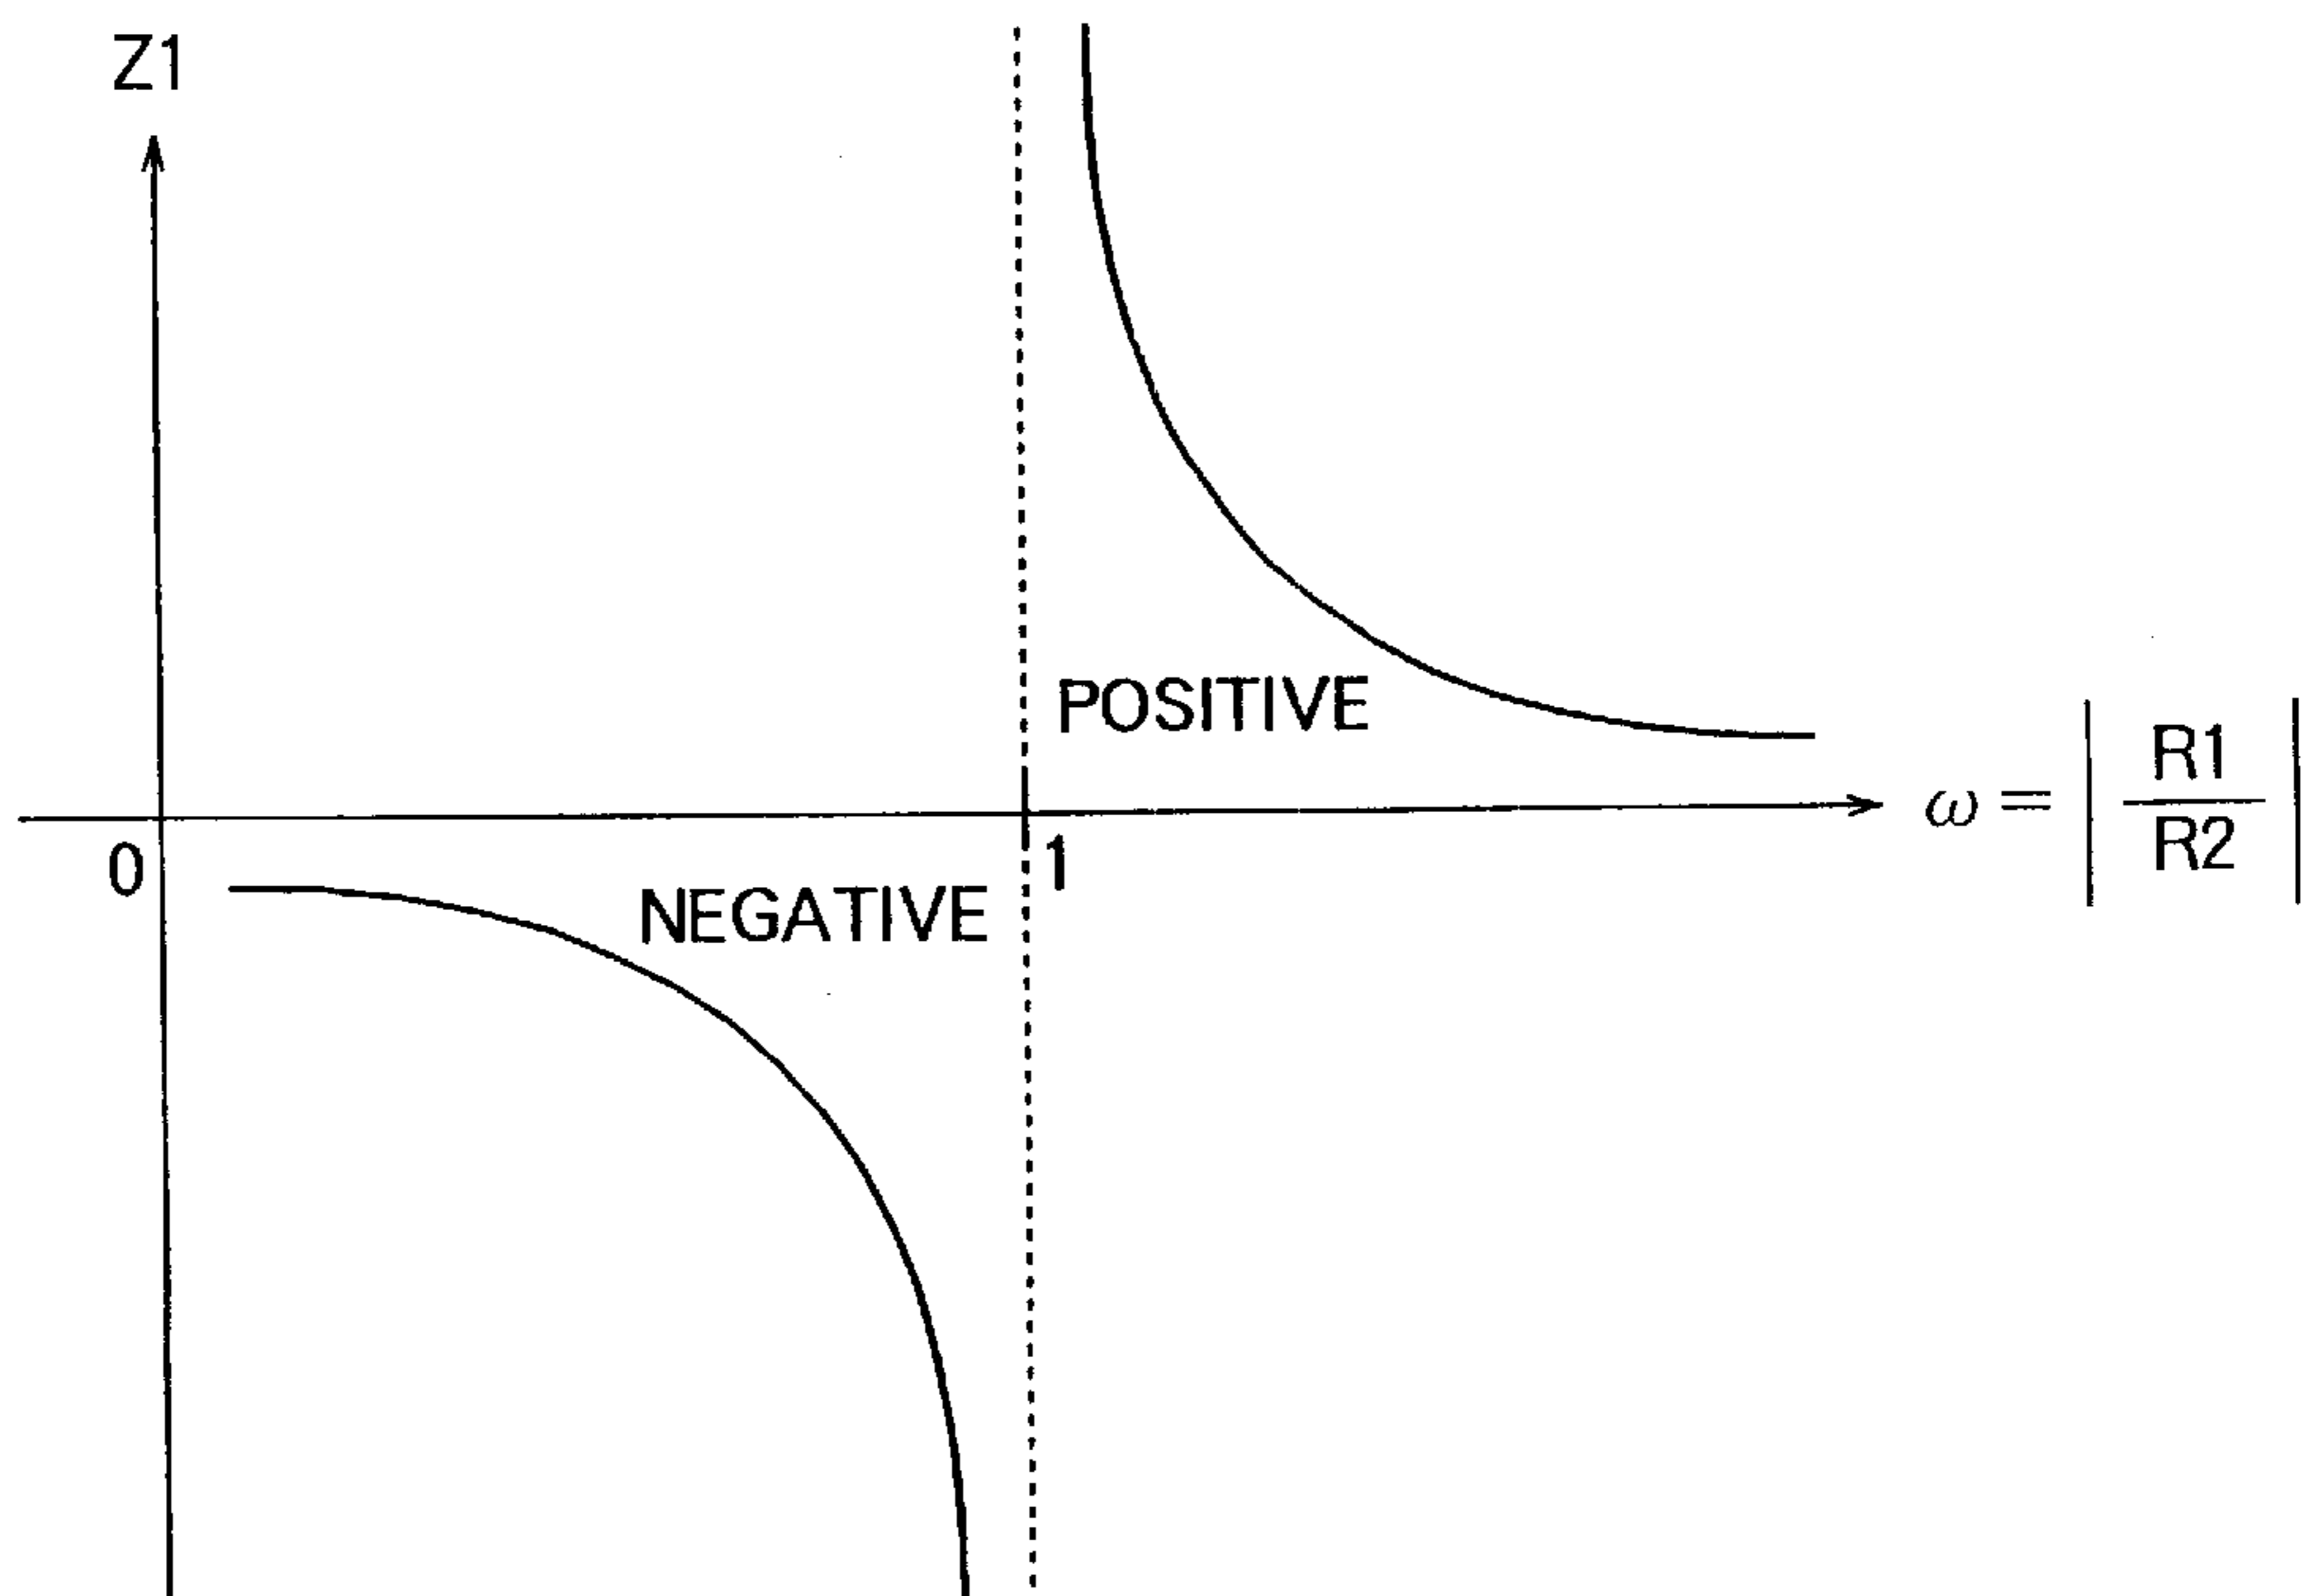 Z1
POSITIVE
ω = | R1 / R2 |
0
1
NEGATIVE